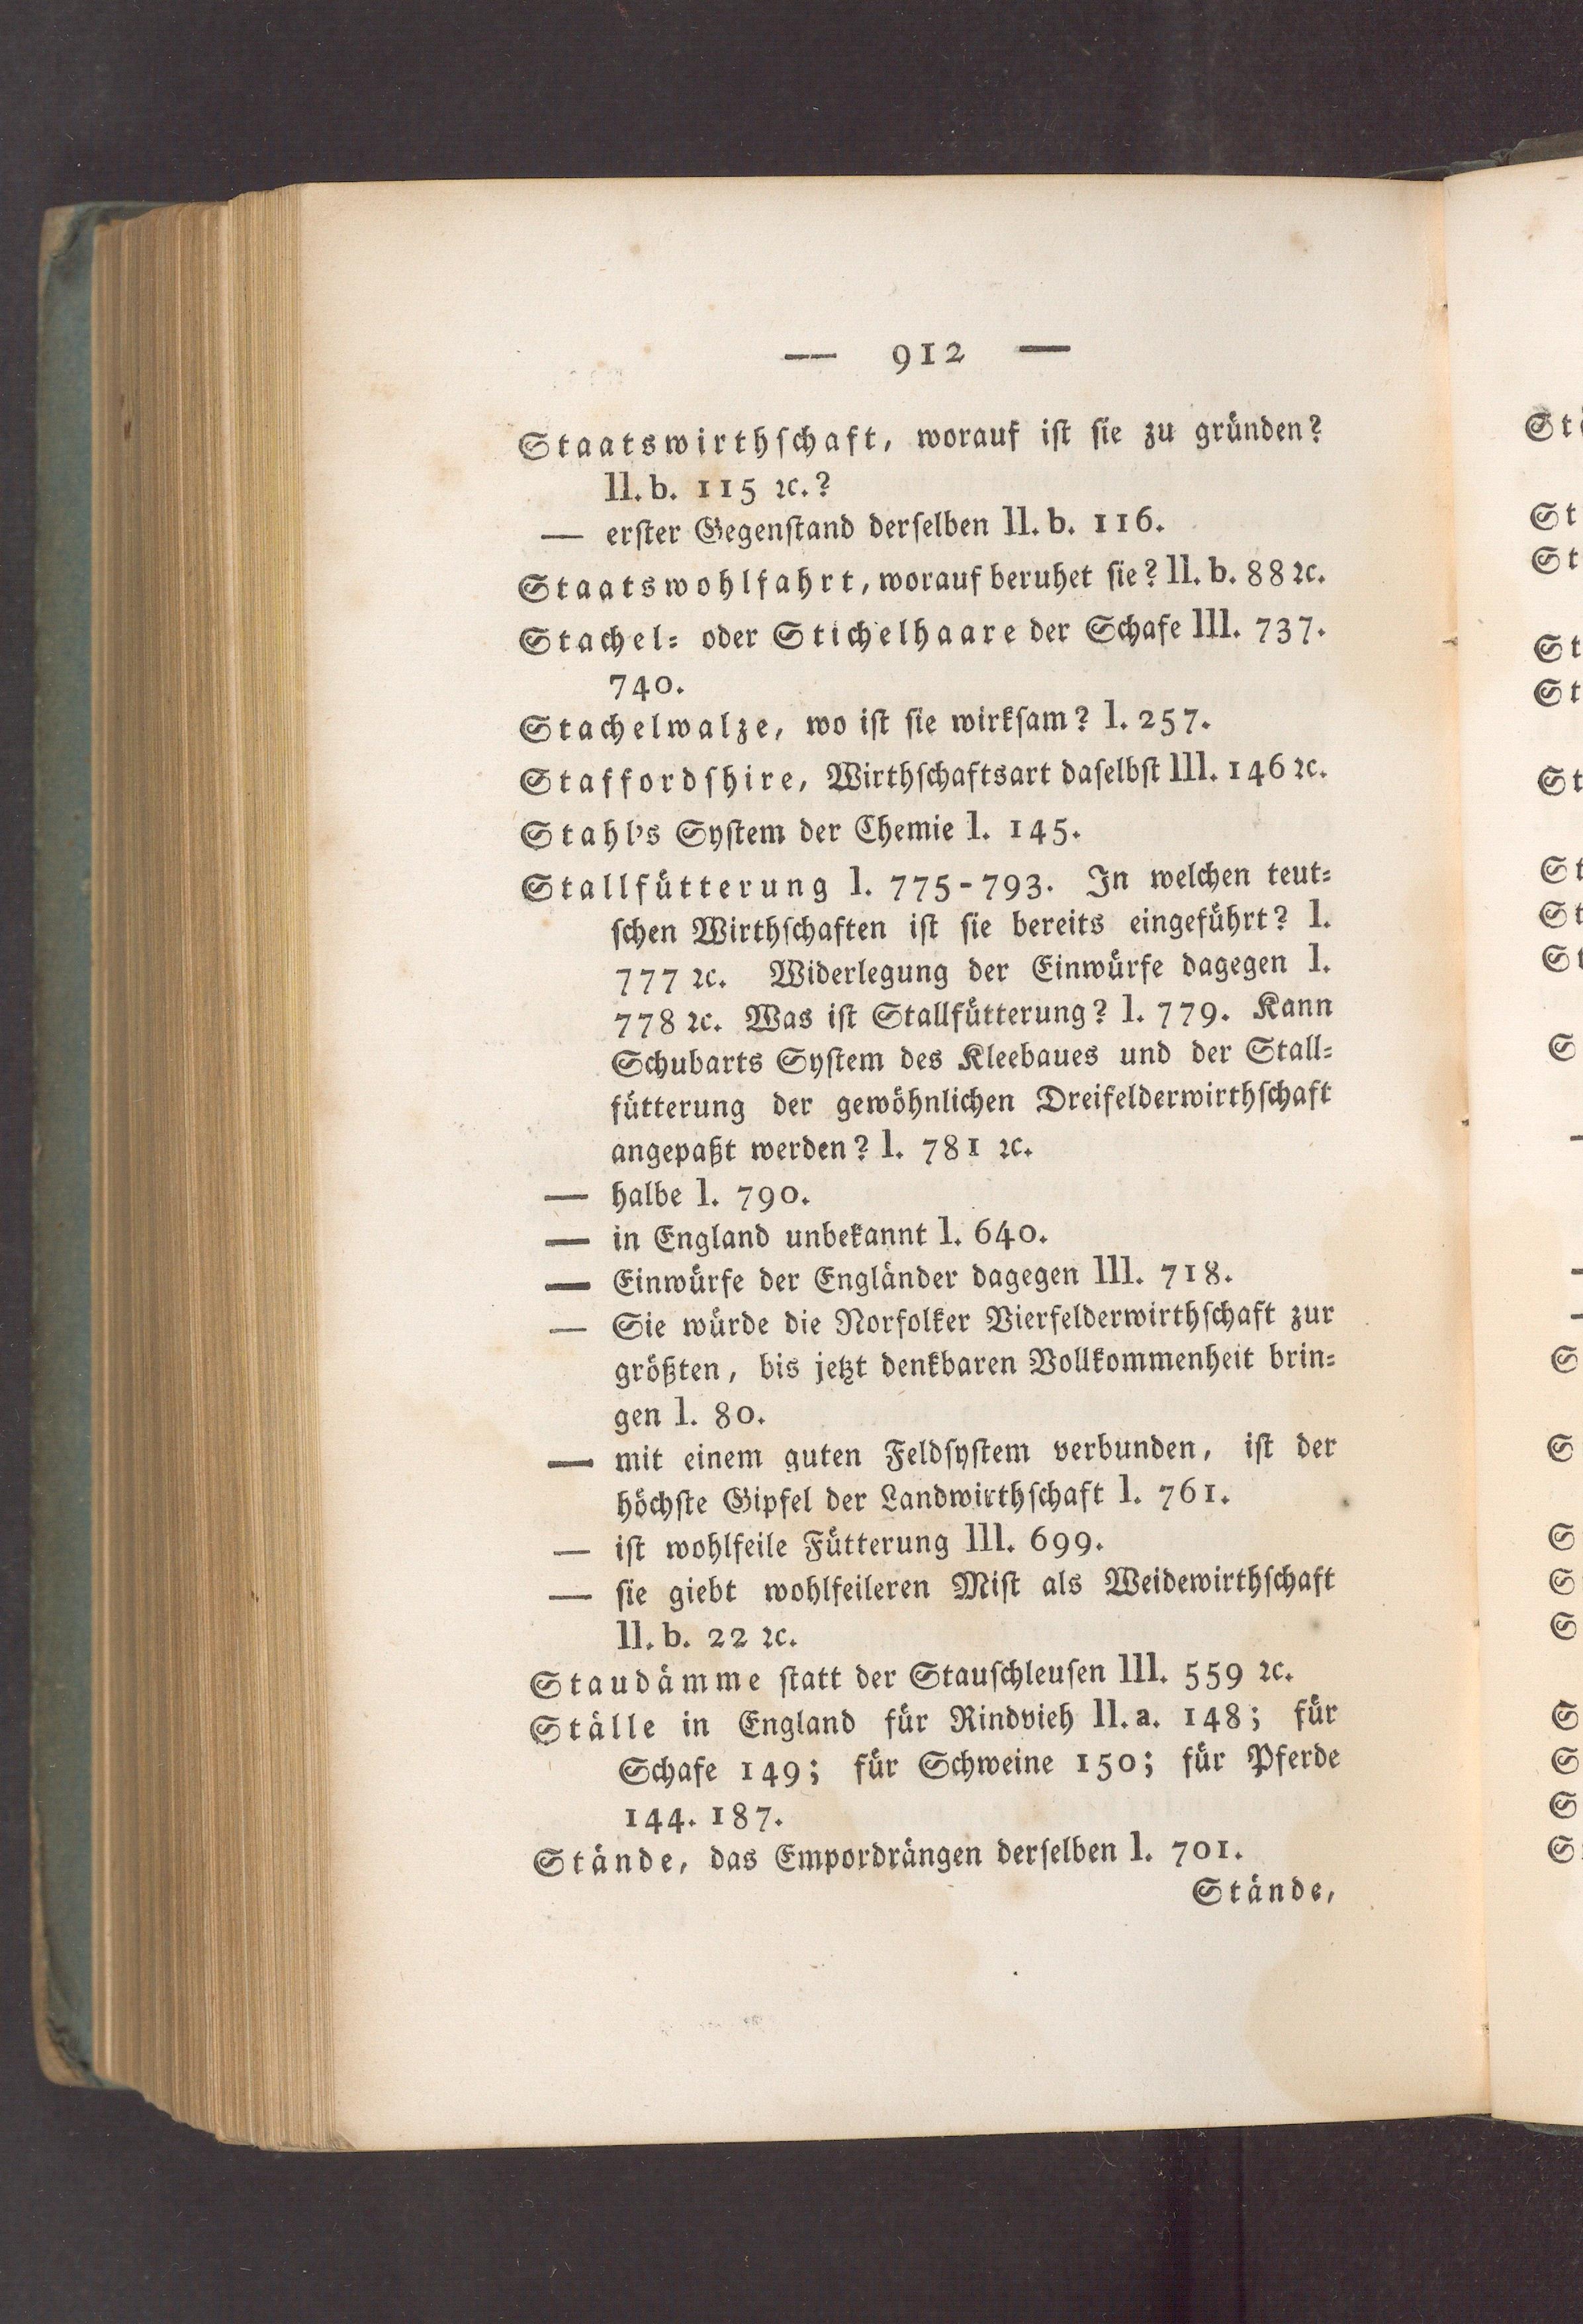 — 912 —
Staatswirthſchaft, worauf iſt ſie zu gründen?
II. b. 115 ꝛc.?
— erſter Gegenſtand derſelben II. b. 116.
Staatswohlfahrt, worauf beruhet ſie? II. b. 88 ꝛc.
Stachel⸗ oder Stichelhaare der Schafe III. 737.
740.
Stachelwalze, wo iſt ſie wirkſam? I. 257.
Staffordſhire, Wirthſchaftsart daſelbſt III. 146 ꝛc.
Stahl's Syſtem der Chemie I. 145.
Stallfütterung I. 775-793. In welchen teut⸗
ſchen Wirthſchaften iſt ſie bereits eingeführt? I.
777 ꝛc. Widerlegung der Einwürfe dagegen I.
778 ꝛc. Was iſt Stallfütterung? I. 779. Kann
Schubarts Syſtem des Kleebaues und der Stall⸗
fütterung der gewöhnlichen Dreifelderwirthſchaft
angepaßt werden? I. 781 ꝛc.
— halbe I. 790.
— in England unbekannt I. 640.
— Einwürfe der Engländer dagegen III. 718.
— Sie würde die Norfolker Vierfelderwirthſchaft zur
größten, bis jetzt denkbaren Vollkommenheit brin⸗
gen I. 80.
— mit einem guten Feldſyſtem verbunden, iſt der
höchſte Gipfel der Landwirthſchaft I. 761.
— iſt wohlfeile Fütterung III. 699.
— ſie giebt wohlfeileren Miſt als Weidewirthſchaft
II. b. 22 ꝛc.
Staudämme ſtatt der Stauſchleuſen III. 559 ꝛc.
Ställe in England für Rindvieh II. a. 148; für
Schafe 149; für Schweine 150; für Pferde
144. 187.
Stände, das Empordrängen derſelben I. 701.
Stände,